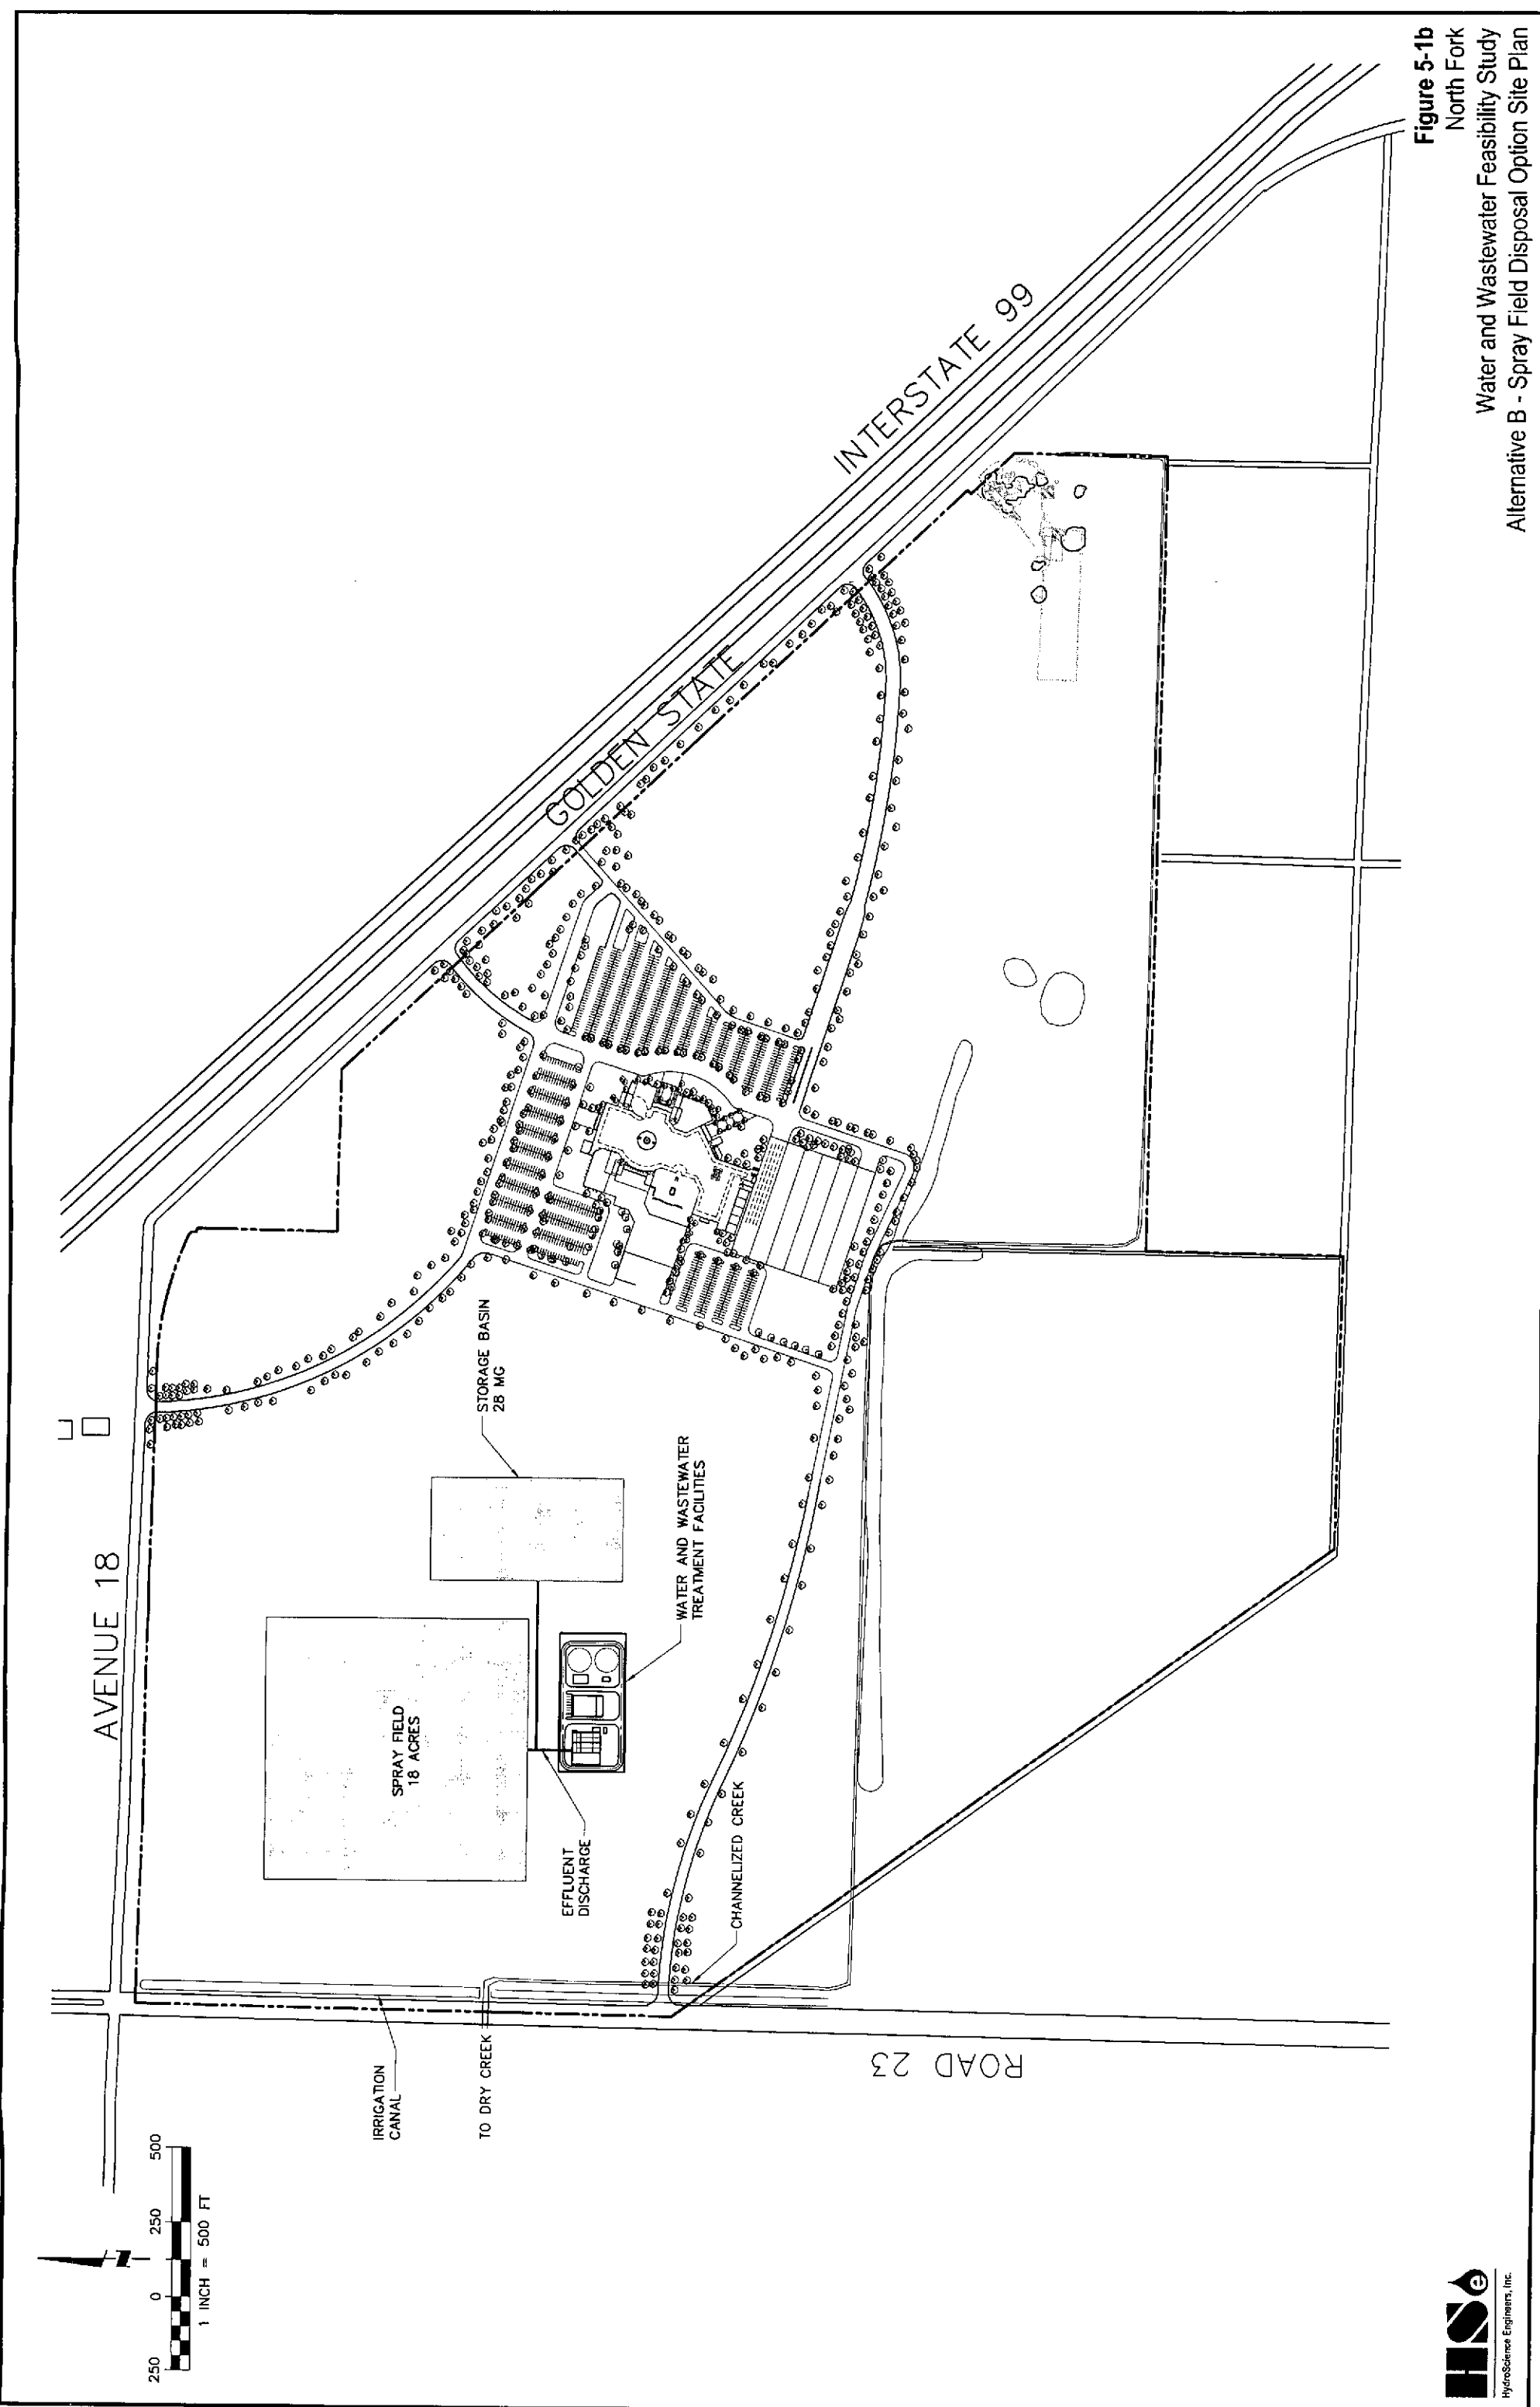 AVENUE 18
GOLDEN STATE
INTERSTATE 99
STORAGE BASIN
28 MG
WATER AND WASTEWATER
TREATMENT FACILITIES
SPRAY FIELD
18 ACRES
EFFLUENT
DISCHARGE
CHANNELIZED CREEK
IRRIGATION
CANAL
TO DRY CREEK
ROAD 23
250 0 250 500
1 INCH = 500 FT
HSe
HydroScience Engineers, Inc.
Figure 5-1b
North Fork
Water and Wastewater Feasibility Study
Alternative B - Spray Field Disposal Option Site Plan